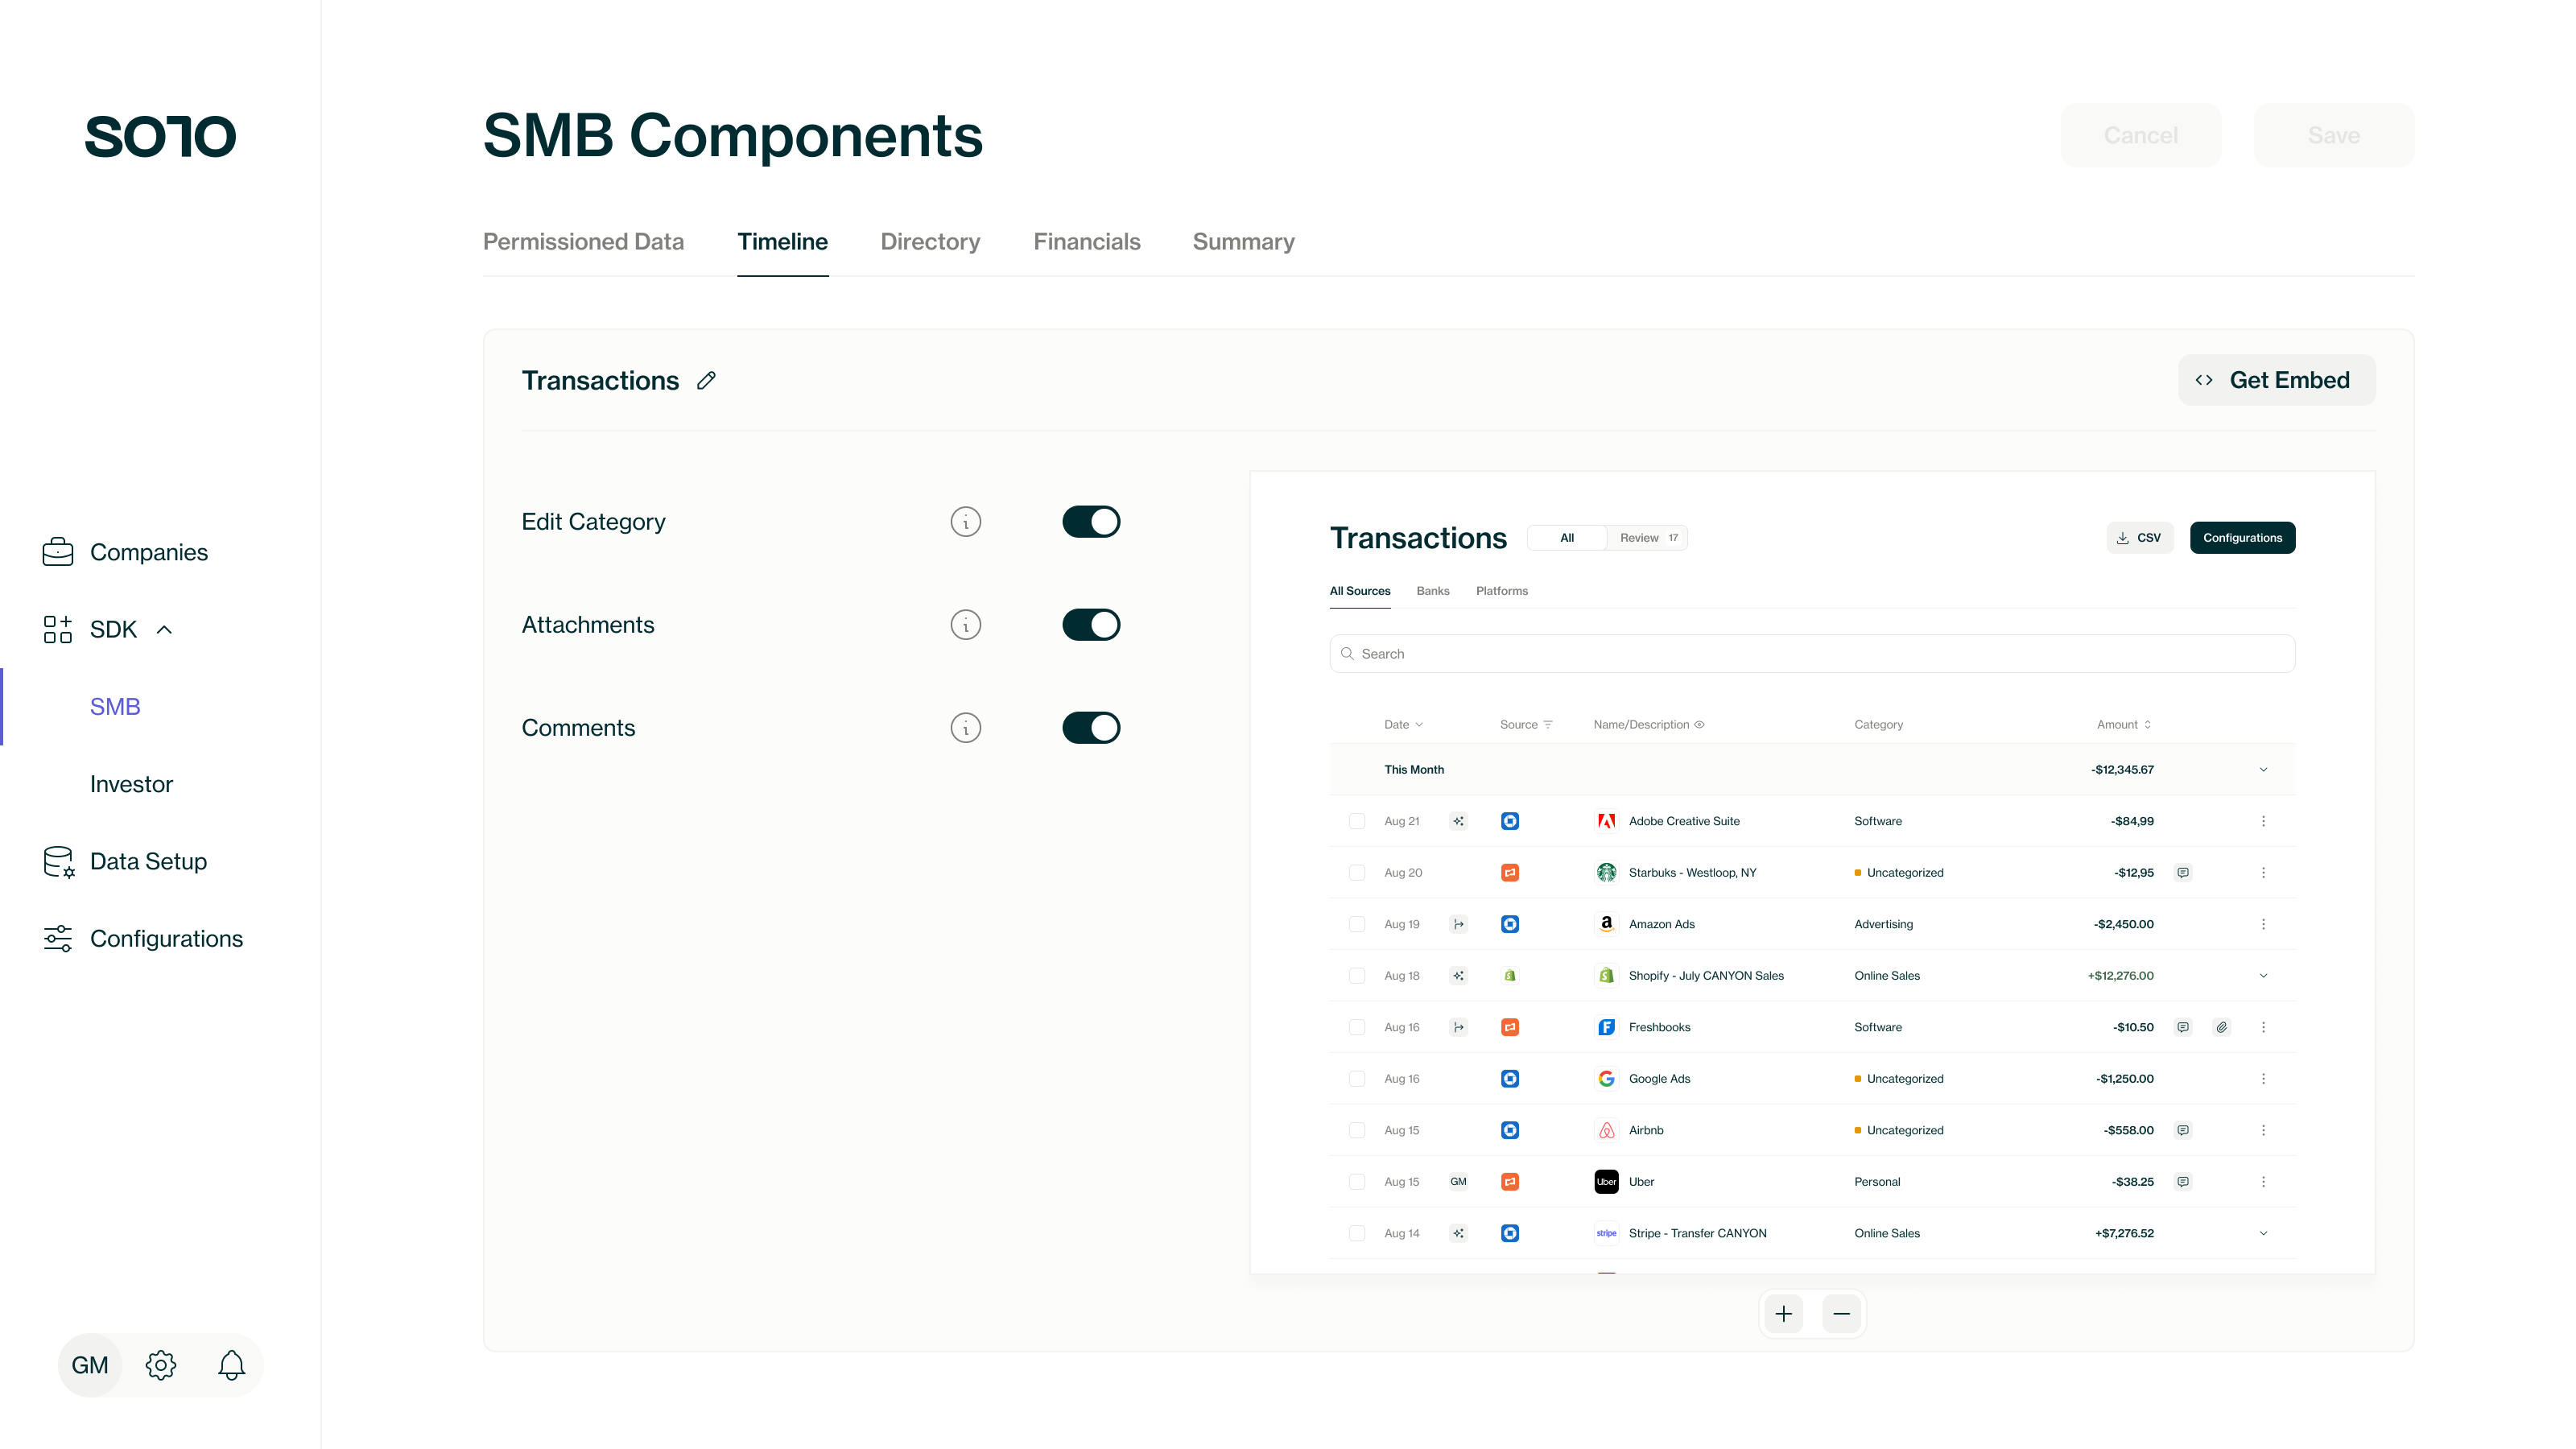 SOTO
SMB Components
Cancel
Save
Permissioned Data
Timeline
Directory
Financials
Summary
Transactions
Get Embed
Companies
SDK
SMB
Investor
Data Setup
Configurations
GM
Edit Category
Attachments
Comments
Transactions
All
Review 17
CSV
Configurations
All Sources
Banks
Platforms
Search
Date Source Name/Description Category Amount
This Month -$12,345.67
Aug 21 Adobe Creative Suite Software -$84,99
Aug 20 Starbuks - Westloop, NY Uncategorized -$12,95
Aug 19 Amazon Ads Advertising -$2,450.00
Aug 18 Shopify - July CANYON Sales Online Sales +$12,276.00
Aug 16 Freshbooks Software -$10.50
Aug 16 Google Ads Uncategorized -$1,250.00
Aug 15 Airbnb Uncategorized -$558.00
Aug 15 GM Uber Uber Personal -$38.25
Aug 14 stripe Stripe - Transfer CANYON Online Sales +$7,276.52